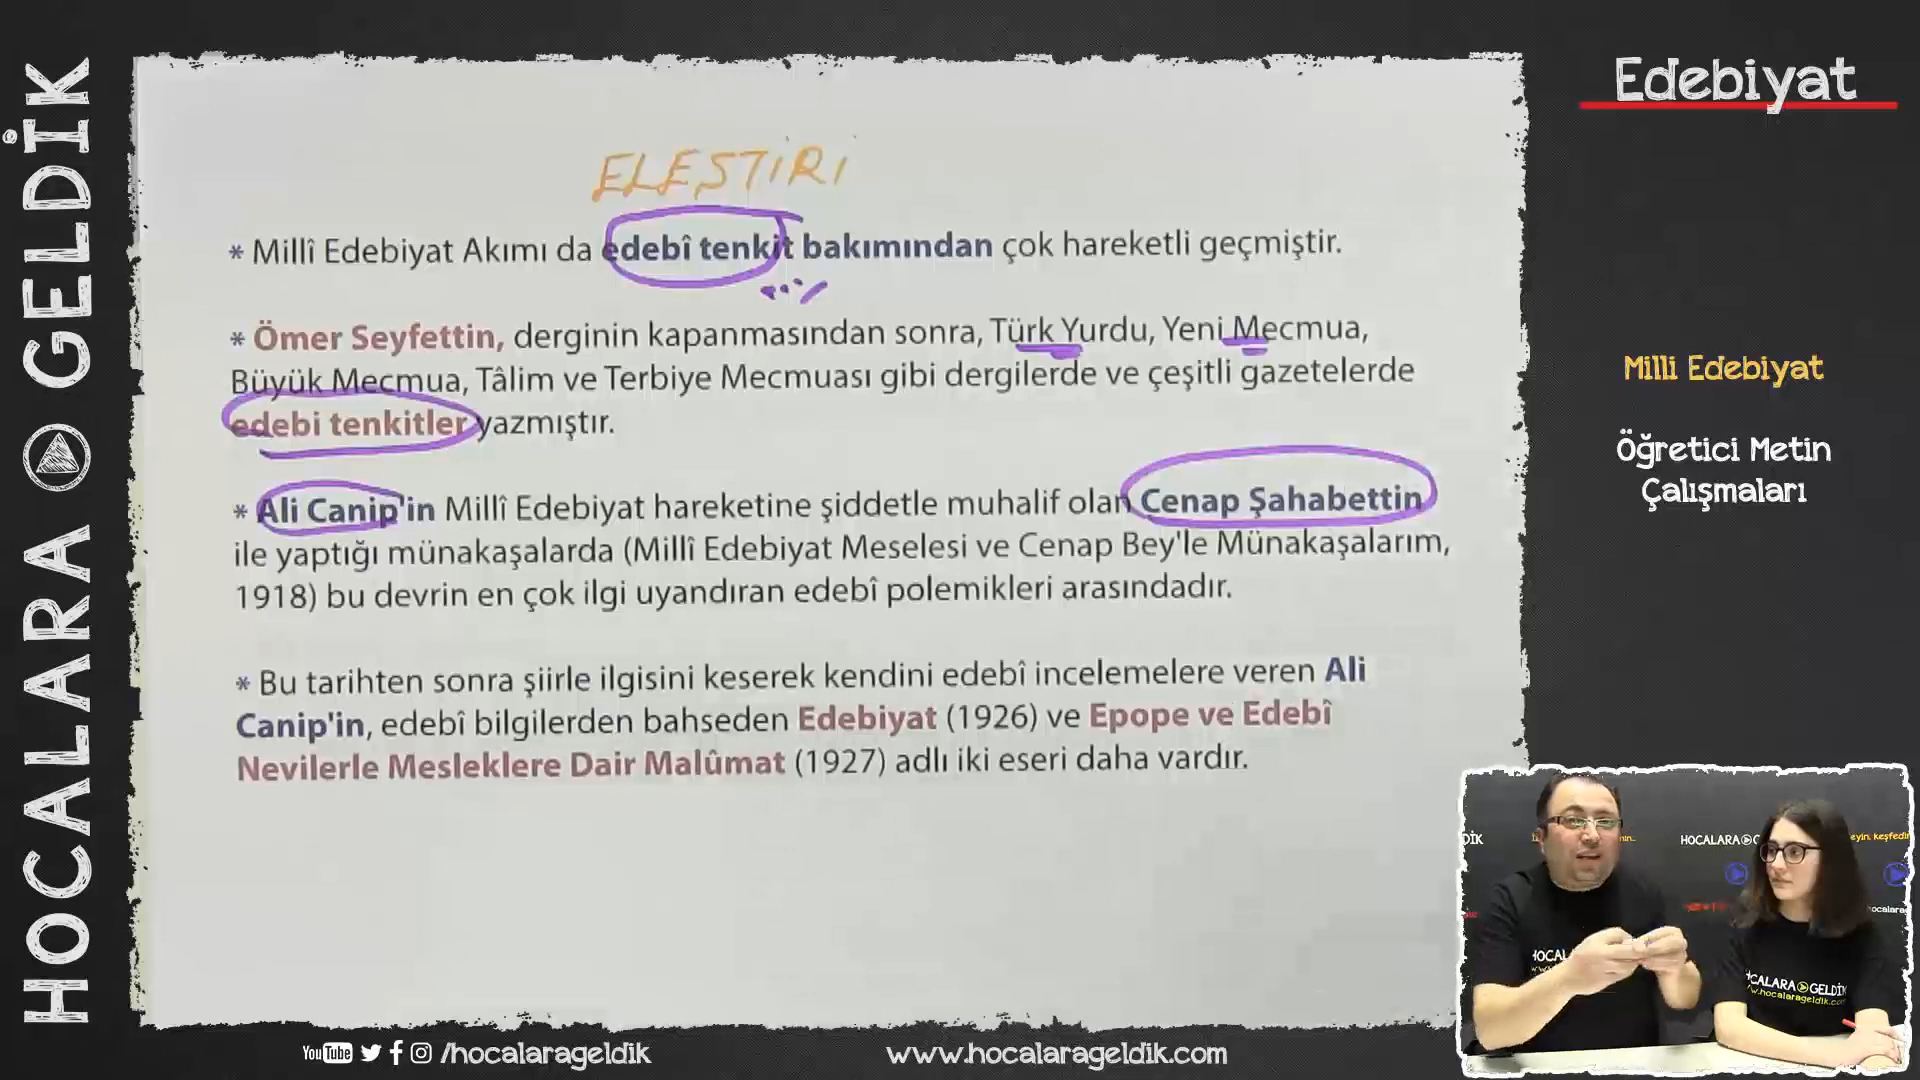 HOCALARA GELDİK
Edebiyat
ELEŞTİRİ
* Millî Edebiyat Akımı da edebî tenkit bakımından çok hareketli geçmiştir.
* Ömer Seyfettin, derginin kapanmasından sonra, Türk Yurdu, Yeni Mecmua,
Büyük Mecmua, Tâlim ve Terbiye Mecmuası gibi dergilerde ve çeşitli gazetelerde
edebi tenkitler yazmıştır.
* Ali Canip'in Millî Edebiyat hareketine şiddetle muhalif olan Cenap Şahabettin
ile yaptığı münakaşalarda (Millî Edebiyat Meselesi ve Cenap Bey'le Münakaşalarım,
1918) bu devrin en çok ilgi uyandıran edebî polemikleri arasındadır.
* Bu tarihten sonra şiirle ilgisini keserek kendini edebî incelemelere veren Ali
Canip'in, edebî bilgilerden bahseden Edebiyat (1926) ve Epope ve Edebî
Nevilerle Mesleklere Dair Malûmat (1927) adlı iki eseri daha vardır.
Milli Edebiyat
Öğretici Metin
Çalışmaları
HOCALARA
YouTube /hocalarageldik
www.hocalarageldik.com